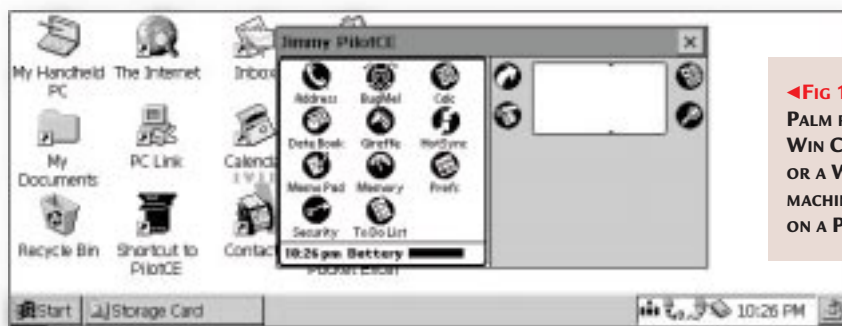 My Handheld
PC
The Internet
Inbox
My
Documents
PC Link
Calenda
Recycle Bin
Shortcut to
PilotCE
Contac
Pocket Excel
Jimmy PilotCE
Address
BugMe!
Calc
Date Book
Giraffe
HotSync
Memo Pad
Memory
Prefs
Security
To Do List
10:26 pm Battery
Start
Storage Card
10:26 PM
◄FIG 1
PALM
WIN C
OR A W
MACHI
ON A P